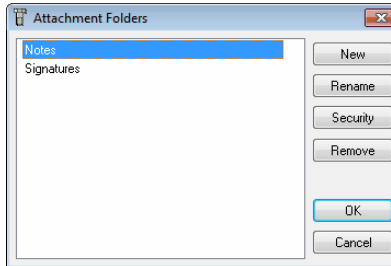 Attachment Folders
Notes
Signatures
New
Rename
Security
Remove
OK
Cancel